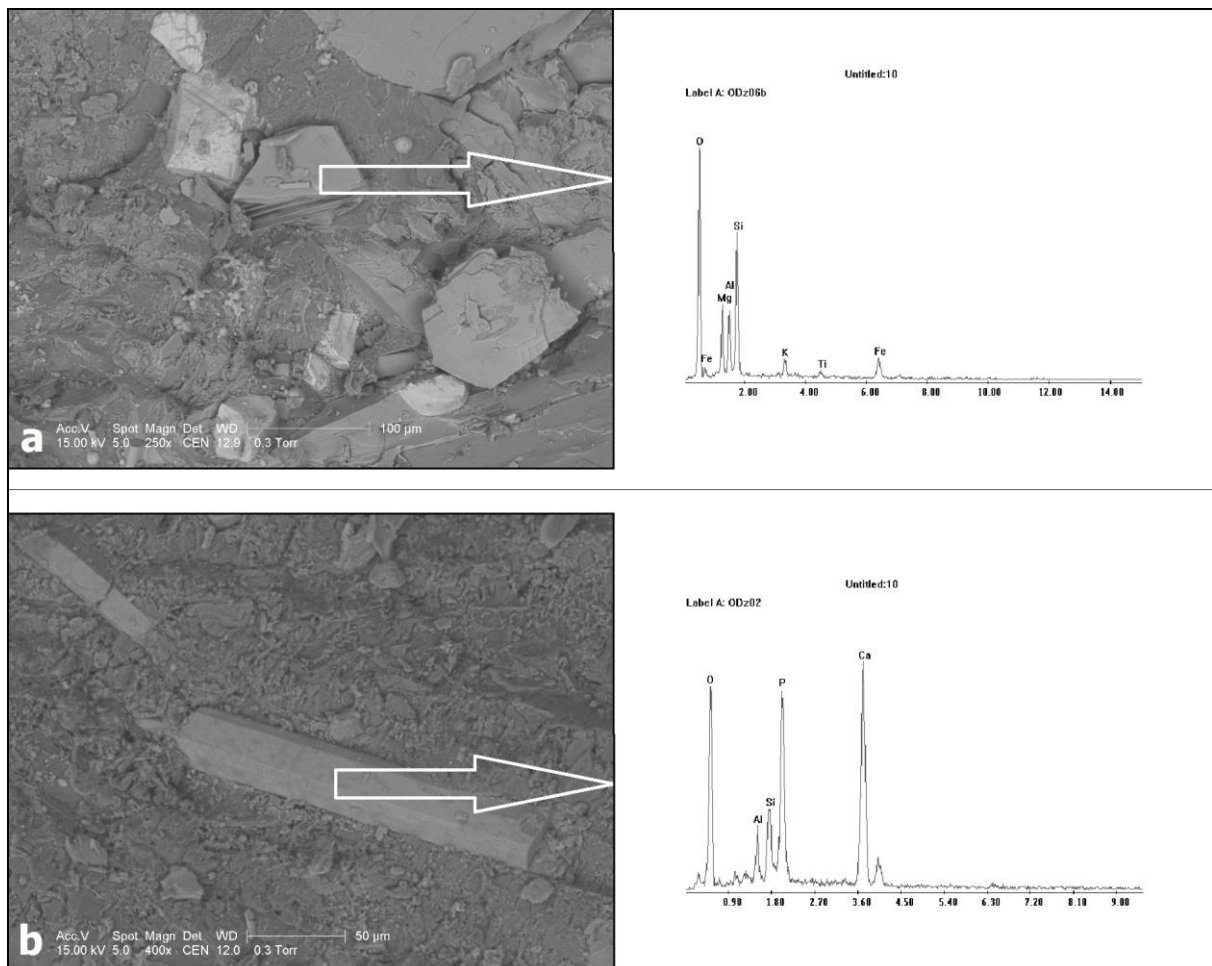 Untitled:10
Label A: ODz06b
O
Si
Al
Mg
Fe
K
Ti
Fe
2.00 4.00 6.00 8.00 10.00 12.00 14.00
Acc.V Spot Magn Det WD 100 µm
15.00 kV 5.0 250x CEN 12.9 0.3 Torr
a
Untitled:10
Label A: ODz02
Ca
O
P
Si
Al
0.90 1.80 2.70 3.60 4.50 5.40 6.30 7.20 8.10 9.00
Acc.V Spot Magn Det WD 50 µm
15.00 kV 5.0 400x CEN 12.0 0.3 Torr
b